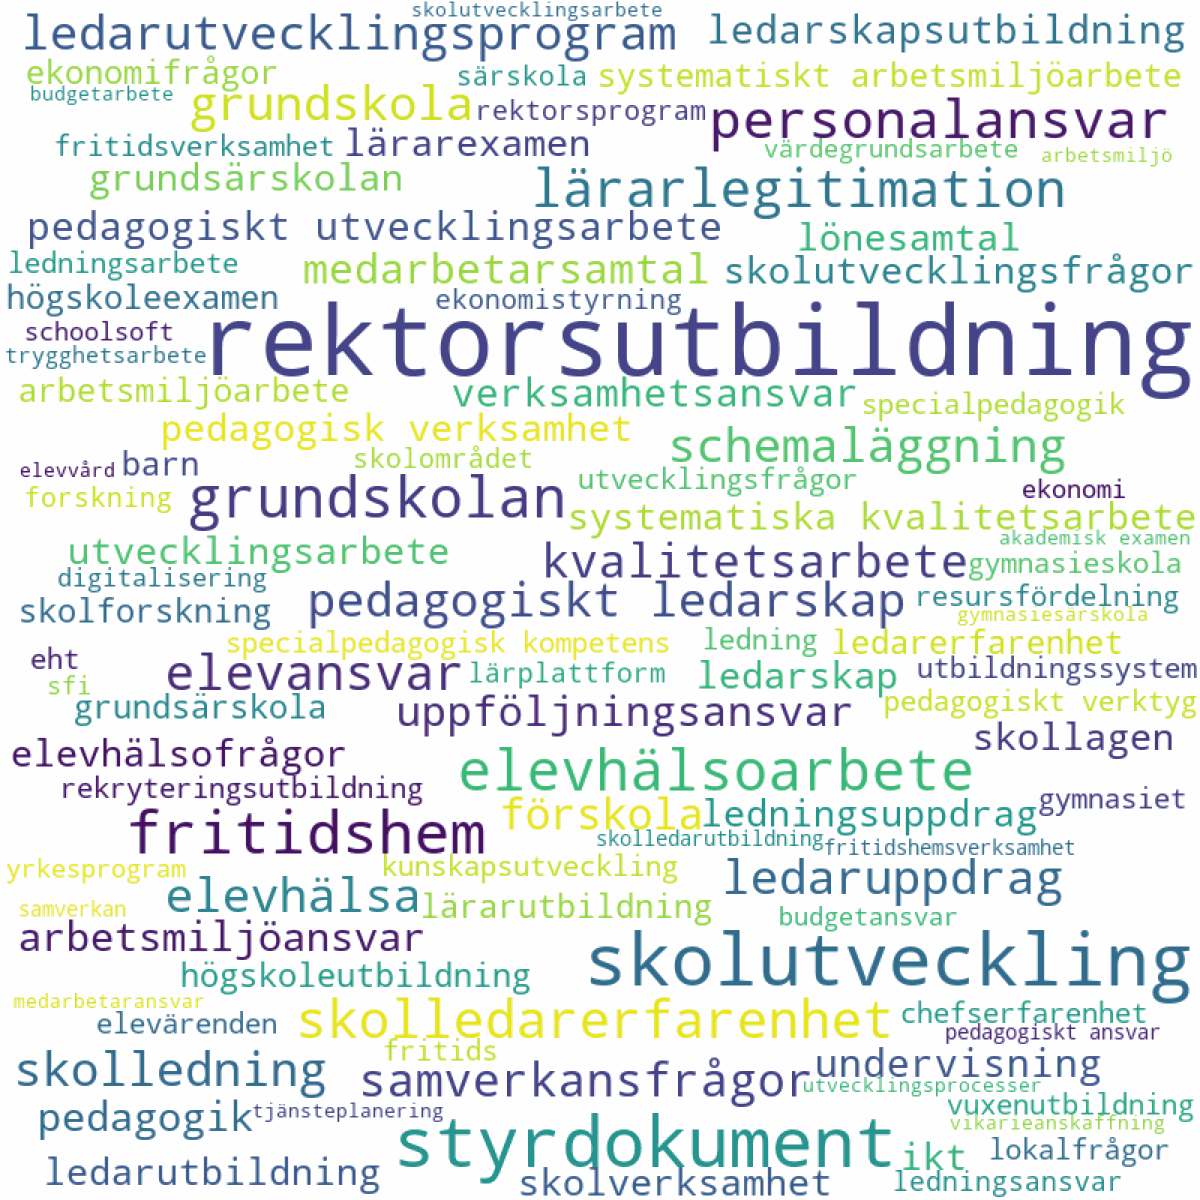 skolutvecklingsarbete
ledarutvecklingsprogram
ledarskapsutbildning
ekonomifrågor
särskola
systematiskt arbetsmiljöarbete
budgetarbete
grundskola
rektorsprogram
personalansvar
fritidsverksamhet
lärarexamen
värdegrundsarbete
arbetsmiljö
grundsärskolan
lärarlegitimation
pedagogiskt utvecklingsarbete
lönesamtal
ledningsarbete
medarbetarsamtal
skolutvecklingsfrågor
högskoleexamen
ekonomistyrning
schoolsoft
rektorsutbildning
trygghetsarbete
arbetsmiljöarbete
verksamhetsansvar
specialpedagogik
pedagogisk verksamhet
schemaläggning
elevvård
barn
skolområdet
utvecklingsfrågor
forskning
grundskolan
ekonomi
systematiska kvalitetsarbete
akademisk examen
utvecklingsarbete
kvalitetsarbete
gymnasieskola
digitalisering
skolforskning
pedagogiskt ledarskap
resursfördelning
gymnasiesärskola
specialpedagogisk kompetens
ledning
ledarerfarenhet
eht
elevansvar
lärplattform
ledarskap
utbildningssystem
sfi
grundsärskola
uppföljningsansvar
pedagogiskt verktyg
skollagen
elevhälsofrågor
elevhälsoarbete
rekryteringsutbildning
gymnasiet
fritidshem
förskola
ledningsuppdrag
skolledarutbildning
fritidshemsverksamhet
yrkesprogram
kunskapsutveckling
ledaruppdrag
elevhälsa
lärarutbildning
samverkan
budgetansvar
arbetsmiljöansvar
skolutveckling
högskoleutbildning
medarbetaransvar
skolledarerfarenhet
chefserfarenhet
elevärenden
pedagogiskt ansvar
fritids
skolledning
samverkansfrågor
undervisning
utvecklingsprocesser
pedagogik
tjänsteplanering
vuxenutbildning
vikarieanskaffning
styrdokument
ikt
lokalfrågor
ledarutbildning
skolverksamhet
ledningsansvar